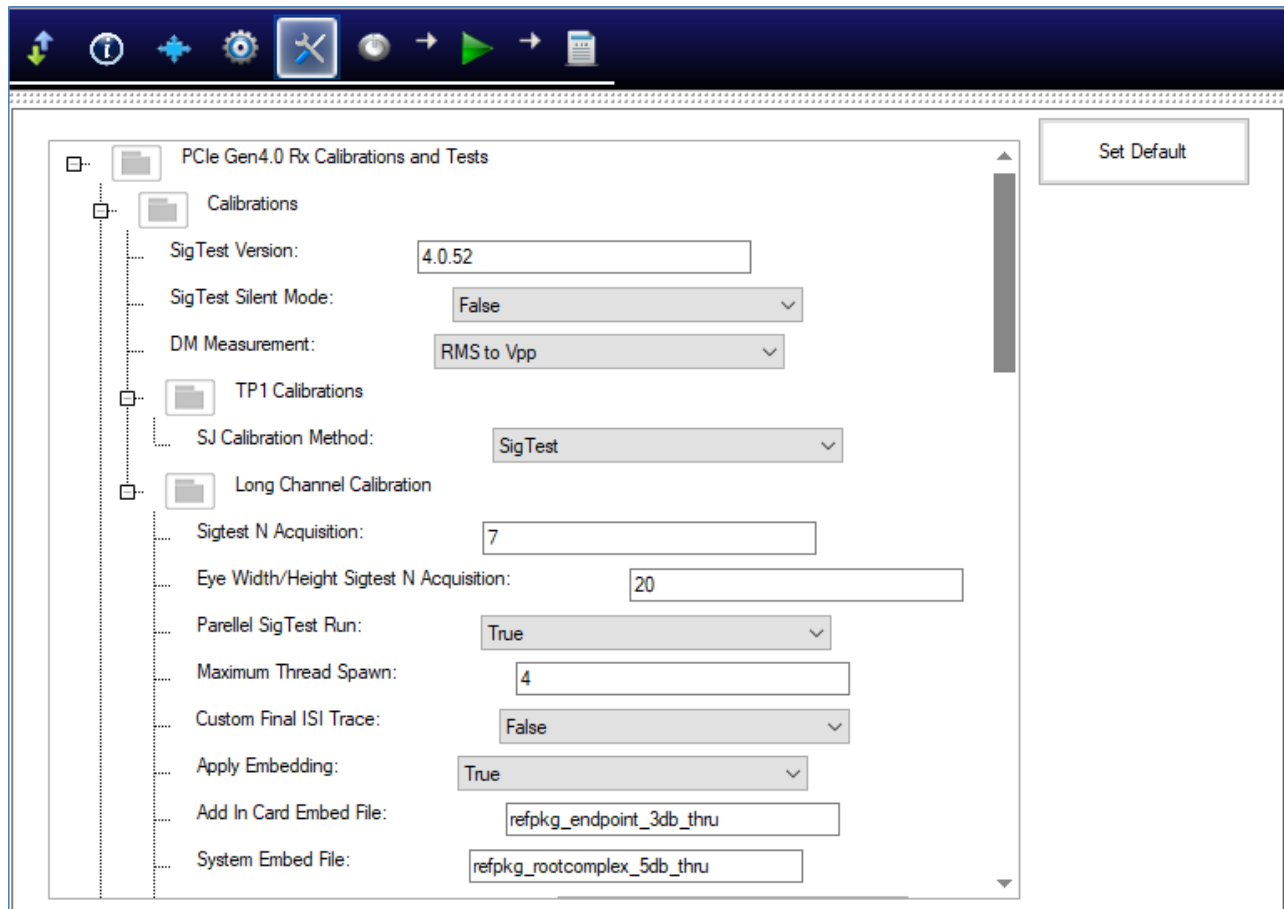 PCIe Gen4.0 Rx Calibrations and Tests
Set Default
Calibrations
SigTest Version: 4.0.52
SigTest Silent Mode: False
DM Measurement: RMS to Vpp
TP1 Calibrations
SJ Calibration Method: SigTest
Long Channel Calibration
Sigtest N Acquisition: 7
Eye Width/Height Sigtest N Acquisition: 20
Parellel SigTest Run: True
Maximum Thread Spawn: 4
Custom Final ISI Trace: False
Apply Embedding: True
Add In Card Embed File: refpkg_endpoint_3db_thru
System Embed File: refpkg_rootcomplex_5db_thru